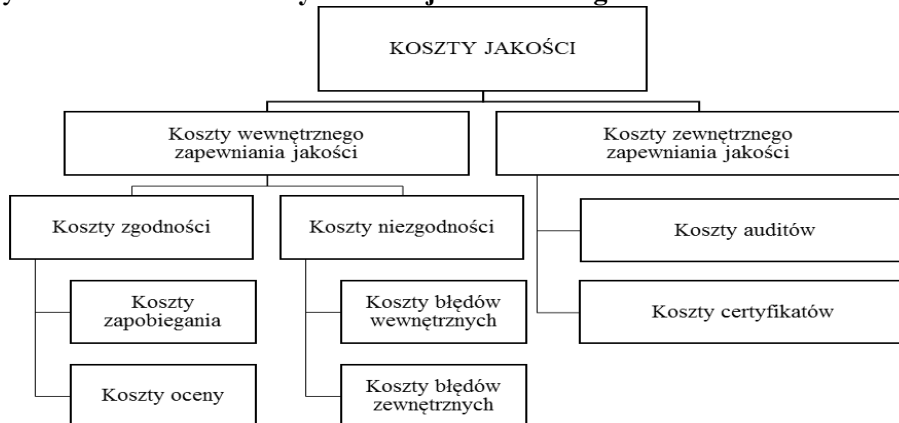 KOSZTY JAKOŚCI
Koszty wewnętrznego
zapewniania jakości
Koszty zewnętrznego
zapewniania jakości
Koszty zgodności
Koszty niezgodności
Koszty auditów
Koszty
zapobiegania
Koszty błędów
wewnętrznych
Koszty certyfikatów
Koszty oceny
Koszty błędów
zewnętrznych